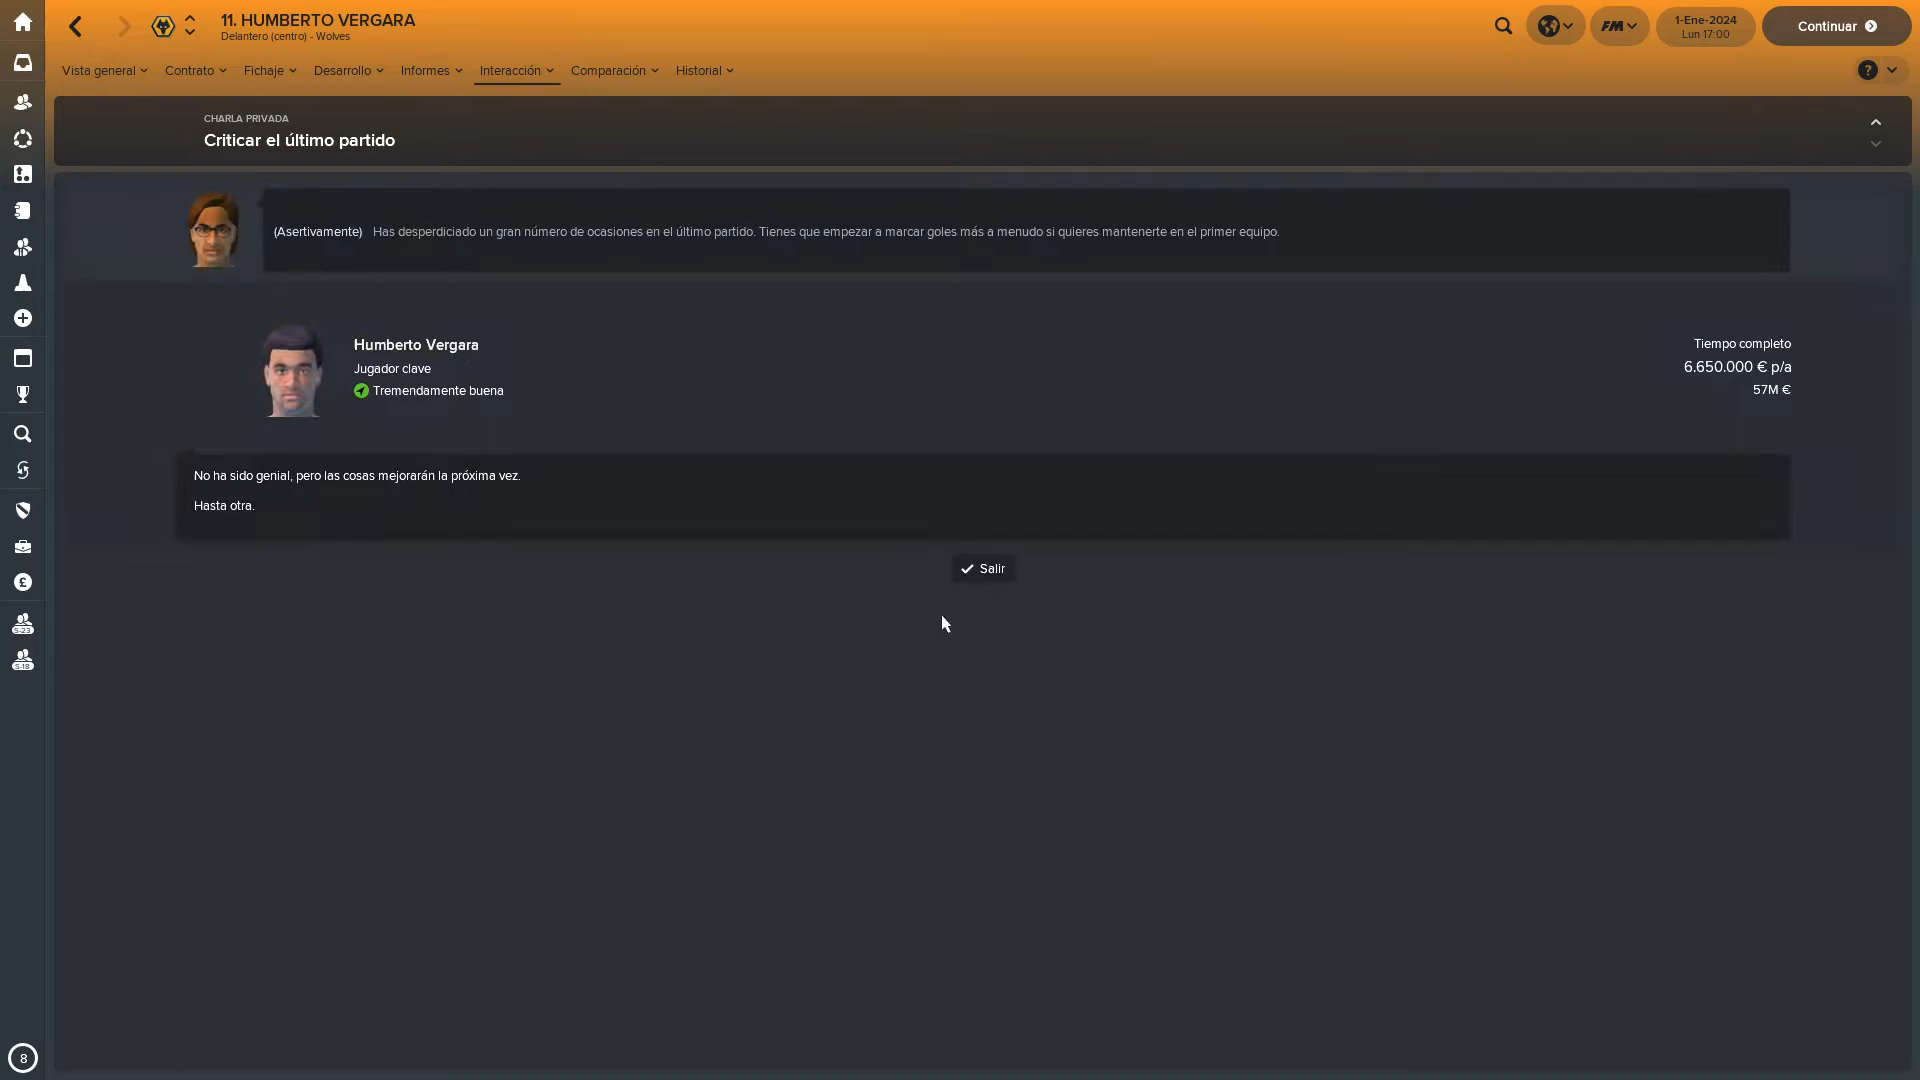 11. HUMBERTO VERGARA
Delantero (centro) - Wolves
FM
1-Ene-2024
Lun 17:00
Continuar
Vista general
Contrato
Fichaje
Desarrollo
Informes
Interacción
Comparación
Historial
?
CHARLA PRIVADA
Criticar el último partido
(Asertivamente) Has desperdiciado un gran número de ocasiones en el último partido. Tienes que empezar a marcar goles más a menudo si quieres mantenerte en el primer equipo.
Humberto Vergara
Jugador clave
Tremendamente buena
Tiempo completo
6.650.000 € p/a
57M €
No ha sido genial, pero las cosas mejorarán la próxima vez.
Hasta otra.
Salir
£
S-23
S-18
8